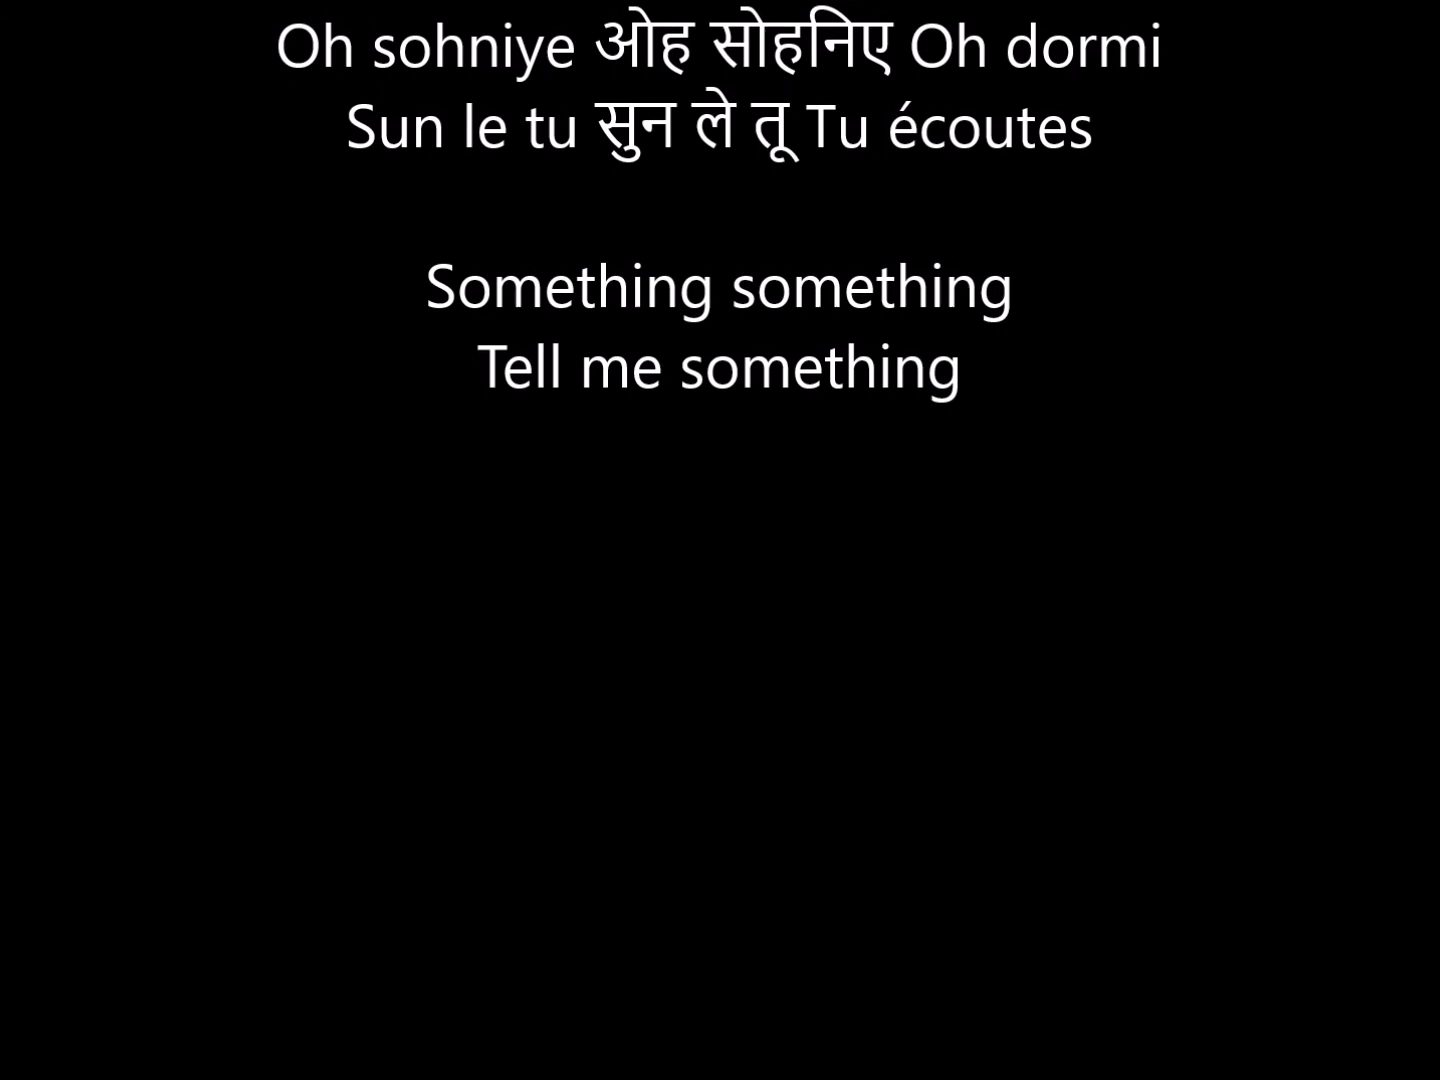 Oh sohniye ओह सोहनिए Oh dormi
Sun le tu सुन ले तू Tu écoutes
Something something
Tell me something